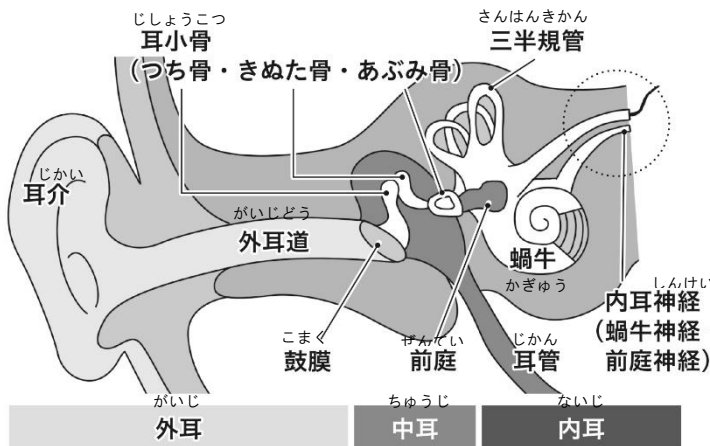 じしょうこつ
耳小骨
（つち骨・きぬた骨・あぶみ骨）
さんはんきかん
三半規管
じかい
耳介
がいじどう
外耳道
蝸牛
かぎゅう
こまく
鼓膜
ぜんてい
前庭
じかん
耳管
しんけい
内耳神経
（蝸牛神経
前庭神経）
がいじ
外耳
ちゅうじ
中耳
ないじ
内耳